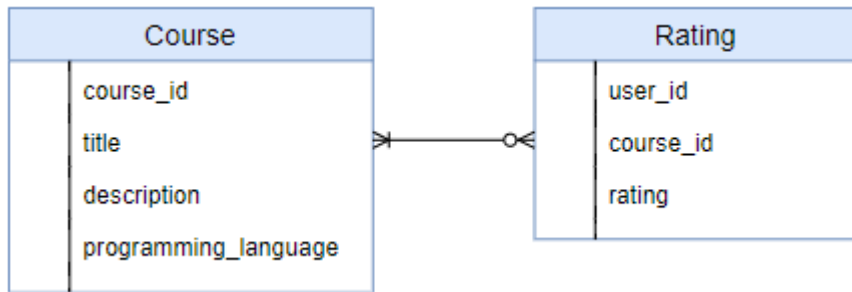 Course
course_id
title
description
programming_language
Rating
user_id
course_id
rating